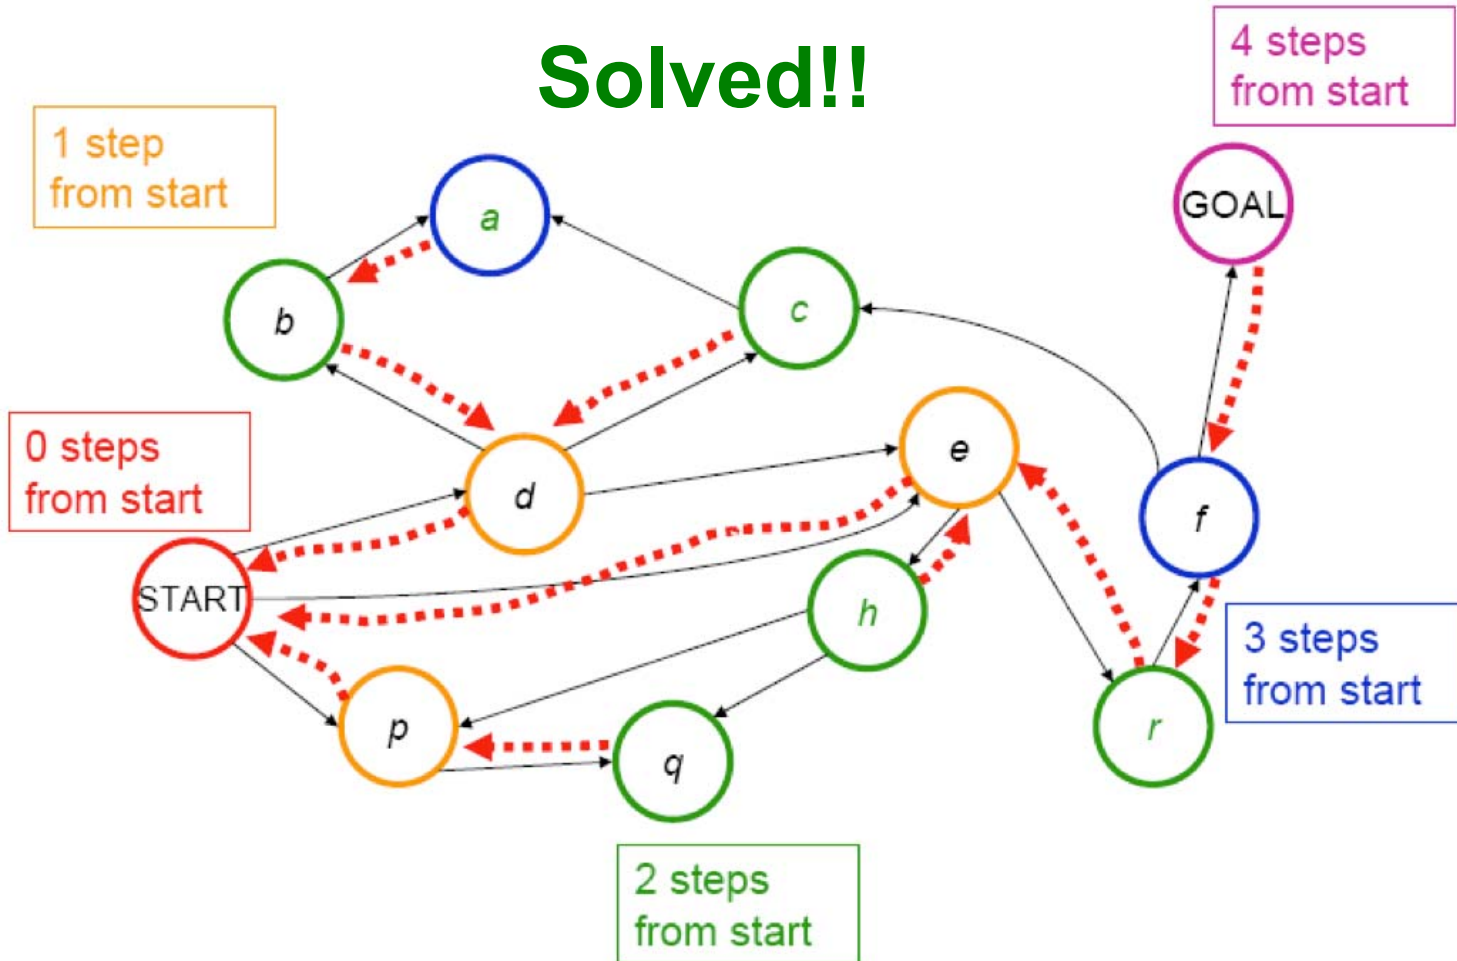 Solved!!
4 steps
from start
1 step
from start
a
GOAL
b
c
0 steps
from start
e
d
f
START
h
3 steps
from start
p
q
r
2 steps
from start